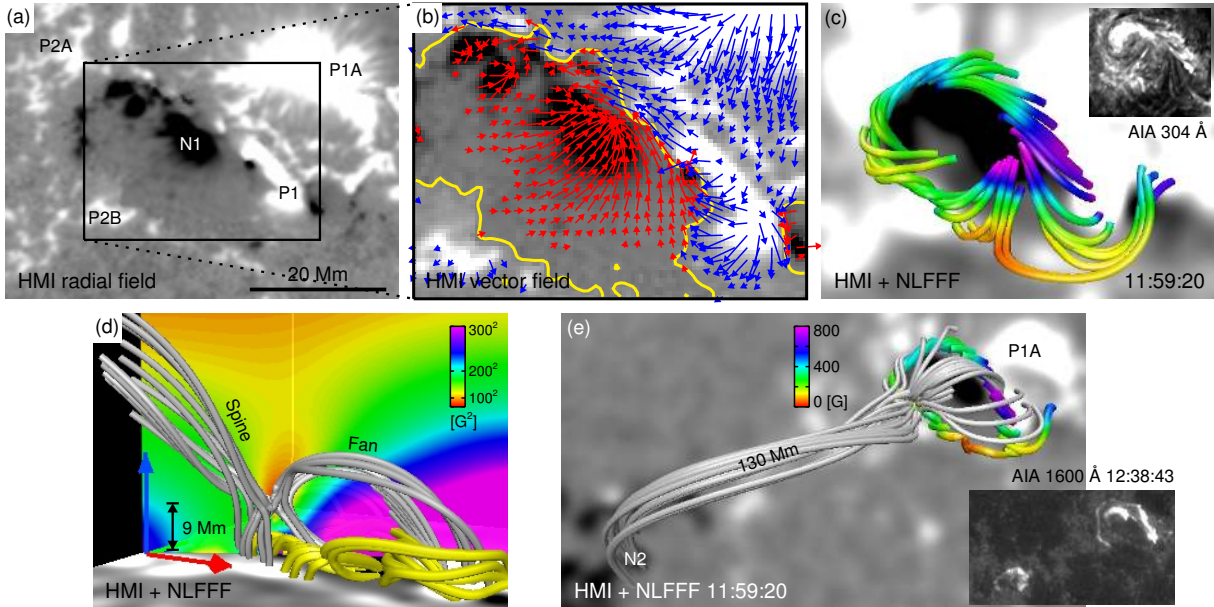 (a)
P2A
P1A
N1
P1
P2B
20 Mm
HMI radial field
(b)
HMI vector field
(c)
AIA 304 Å
HMI + NLFFF
11:59:20
(d)
300²
200²
100²
[G²]
Spine
Fan
9 Mm
HMI + NLFFF
(e)
800
400
0 [G]
P1A
130 Mm
AIA 1600 Å 12:38:43
N2
HMI + NLFFF 11:59:20